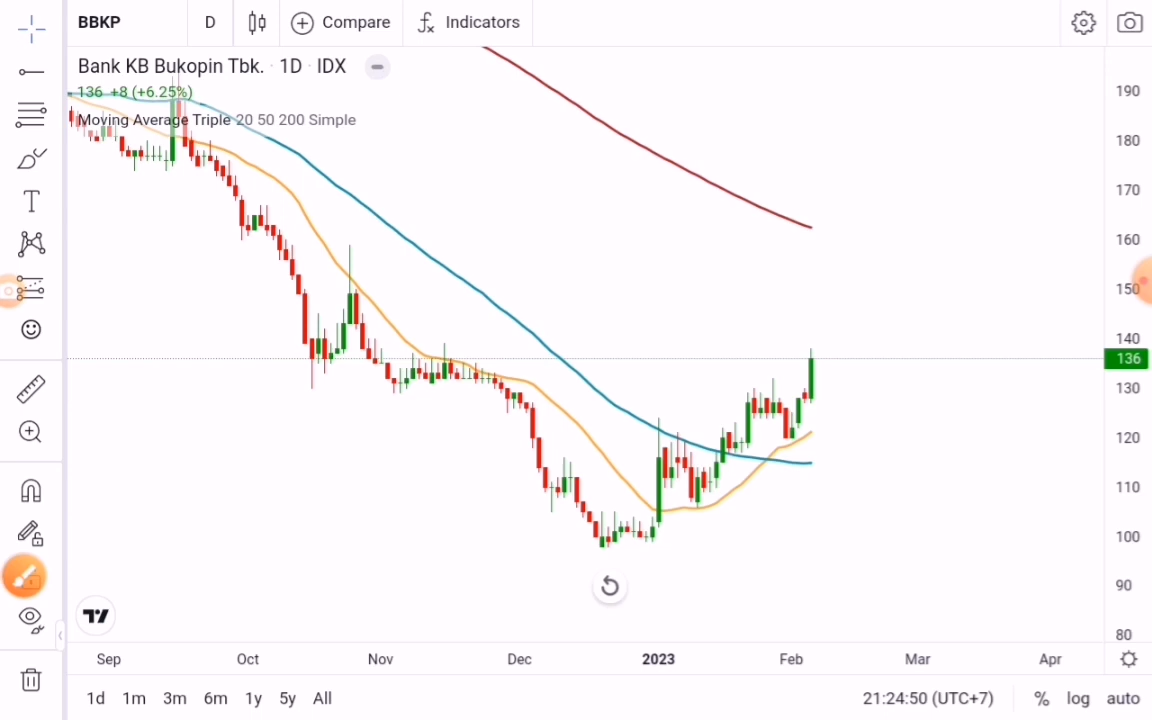 BBKP D Compare Indicators
Bank KB Bukopin Tbk. · 1D · IDX
136 +8 (+6.25%)
Moving Average Triple 20 50 200 Simple
190
180
170
160
150
140
136
130
120
110
100
90
80
Sep Oct Nov Dec 2023 Feb Mar Apr
1d 1m 3m 6m 1y 5y All 21:24:50 (UTC+7) % log auto